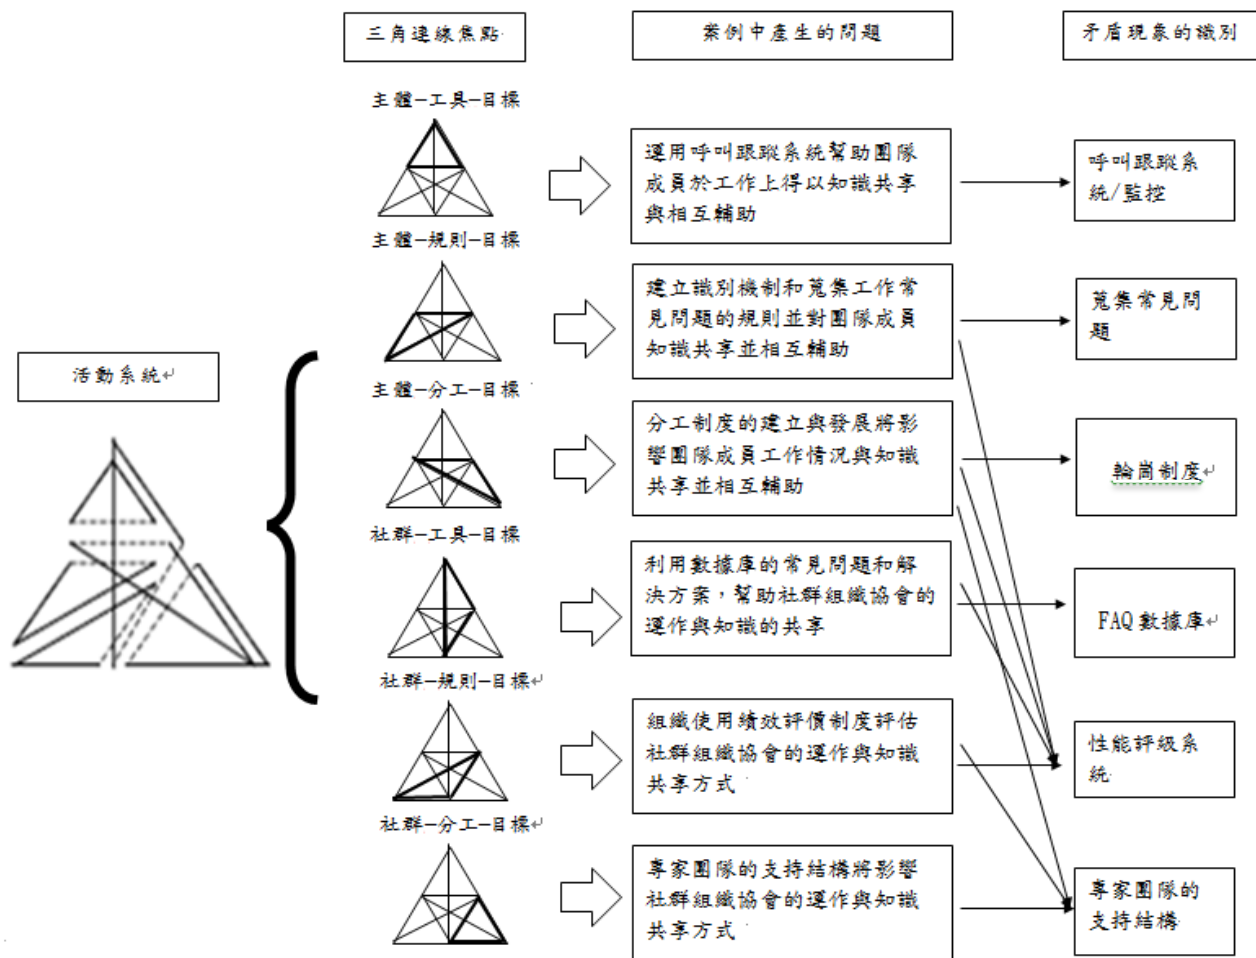 三角連線焦點
案例中產生的問題
矛盾現象的識別
活動系統
主體–工具–目標
運用呼叫跟蹤系統幫助團隊
成員於工作上得以知識共享
與相互輔助
呼叫跟蹤系
統/監控
主體–規則–目標
建立識別機制和蒐集工作常
見問題的規則並對團隊成員
知識共享並相互輔助
蒐集常見問
題
主體–分工–目標
分工制度的建立與發展將影
響團隊成員工作情況與知識
共享並相互輔助
輪崗制度
社群–工具–目標
利用數據庫的常見問題和解
決方案，幫助社群組織協會的
運作與知識的共享
FAQ 數據庫
社群–規則–目標
組織使用績效評價制度評估
社群組織協會的運作與知識
共享方式
性能評級系
統
社群–分工–目標
專家團隊的支持結構將影響
社群組織協會的運作與知識
共享方式
專家團隊的
支持結構